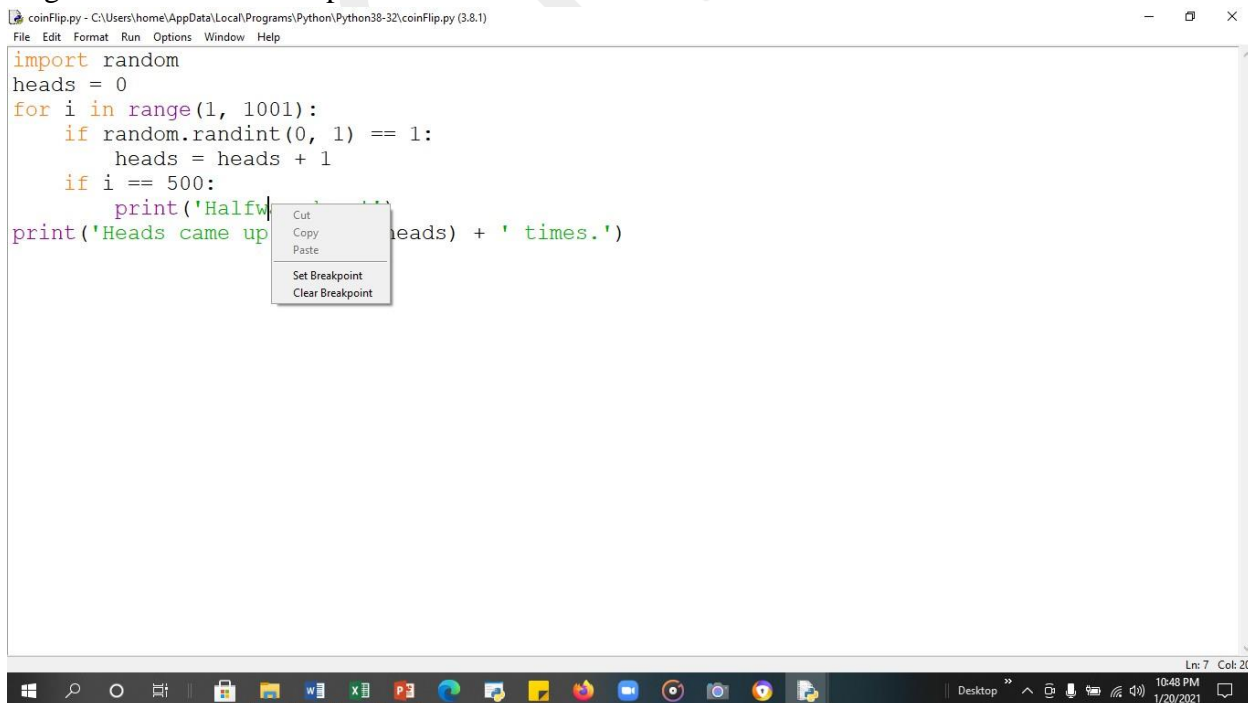 coinFlip.py - C:\Users\home\AppData\Local\Programs\Python\Python38-32\coinFlip.py (3.8.1)
File Edit Format Run Options Window Help
import random
heads = 0
for i in range(1, 1001):
    if random.randint(0, 1) == 1:
        heads = heads + 1
    if i == 500:
        print('Halfw
print('Heads came up eads) + ' times.')
Cut
Copy
Paste
Set Breakpoint
Clear Breakpoint
Ln: 7 Col: 20
Desktop
10:48 PM
1/20/2021